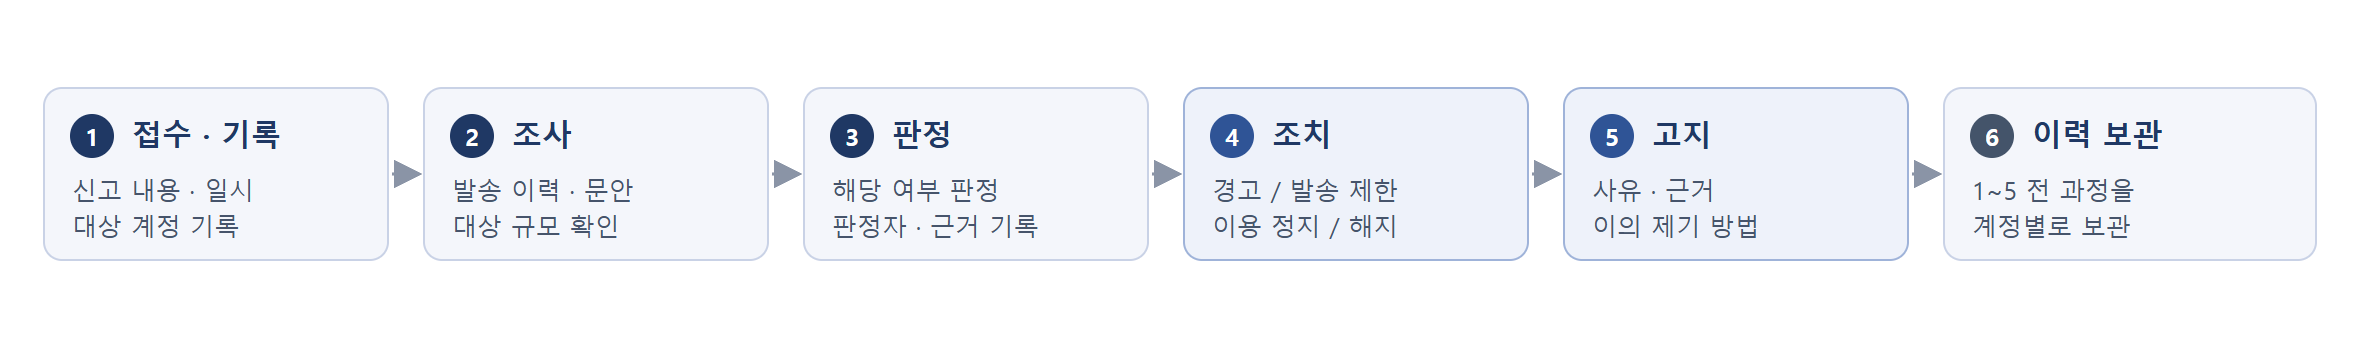 1 접수 · 기록
신고 내용 · 일시
대상 계정 기록
2 조사
발송 이력 · 문안
대상 규모 확인
3 판정
해당 여부 판정
판정자 · 근거 기록
4 조치
경고 / 발송 제한
이용 정지 / 해지
5 고지
사유 · 근거
이의 제기 방법
6 이력 보관
1~5 전 과정을
계정별로 보관